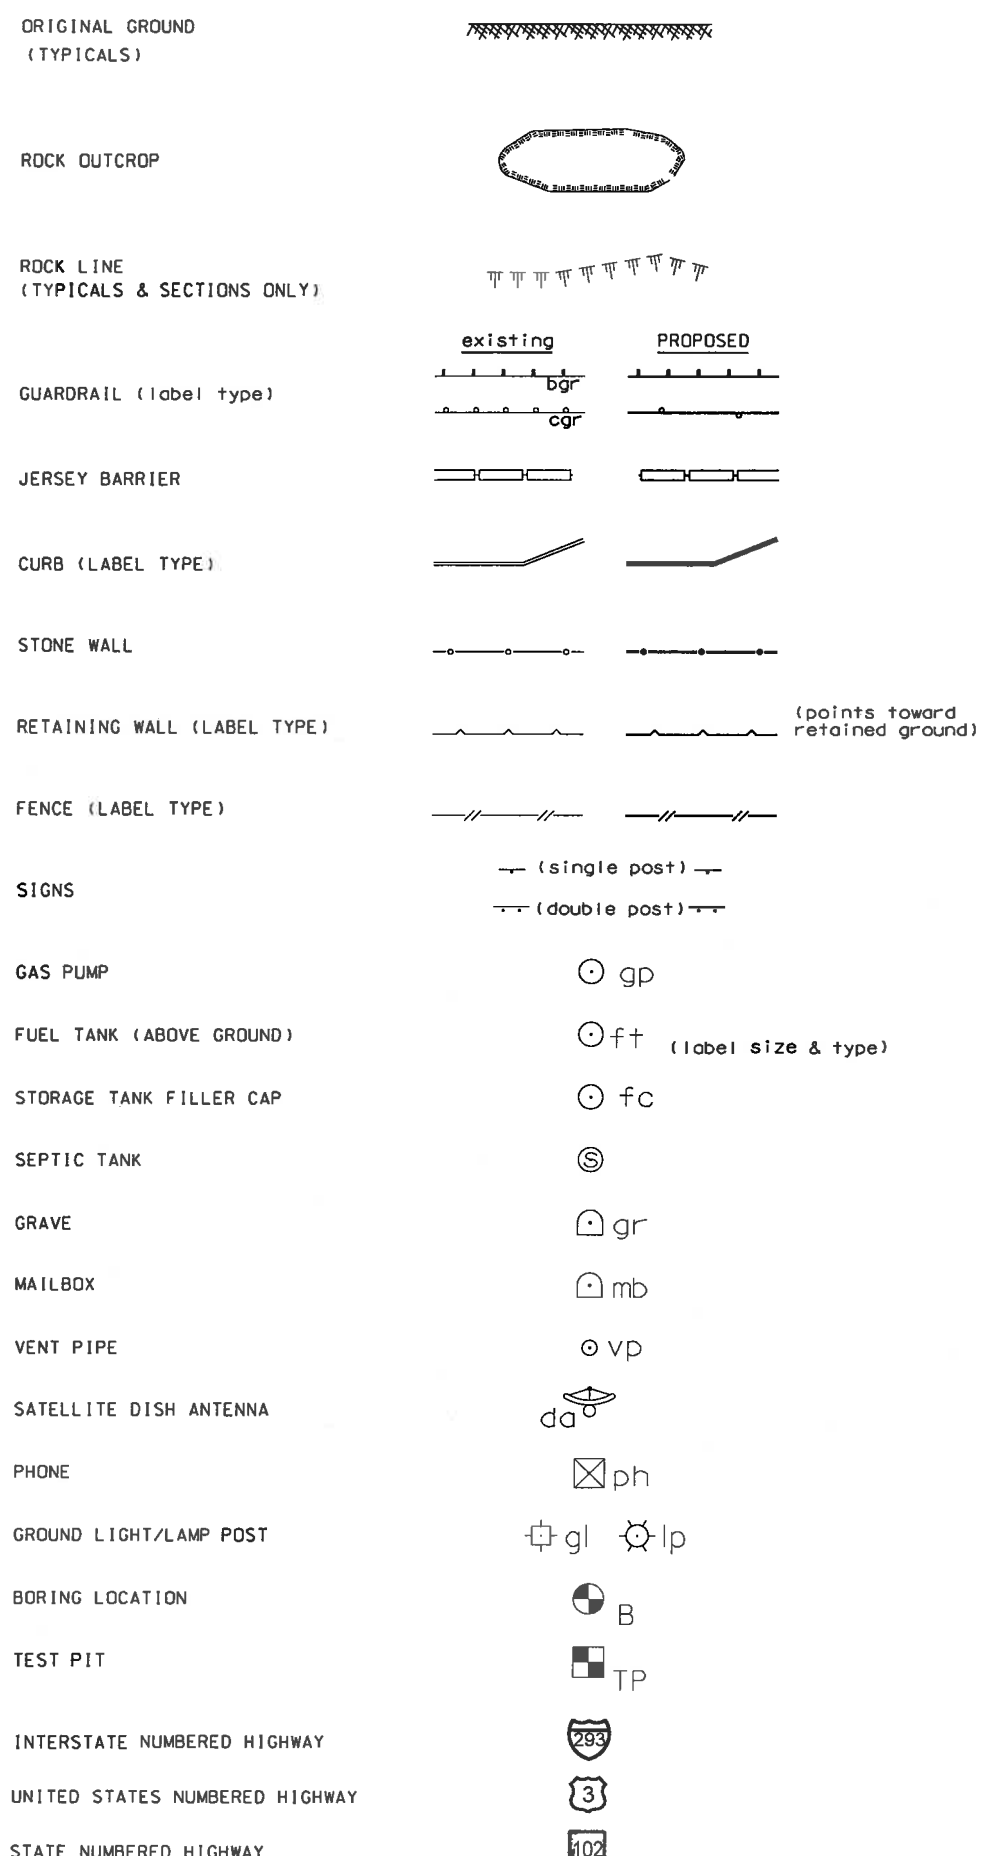 ORIGINAL GROUND
(TYPICALS)
ROCK OUTCROP
ROCK LINE
(TYPICALS & SECTIONS ONLY)
existing PROPOSED
GUARDRAIL (label type)
bgr
cgr
JERSEY BARRIER
CURB (LABEL TYPE)
STONE WALL
RETAINING WALL (LABEL TYPE)
(points toward
retained ground)
FENCE (LABEL TYPE)
SIGNS
(single post)
(double post)
GAS PUMP gp
FUEL TANK (ABOVE GROUND) ft (label size & type)
STORAGE TANK FILLER CAP fc
SEPTIC TANK S
GRAVE gr
MAILBOX mb
VENT PIPE vp
SATELLITE DISH ANTENNA da
PHONE ph
GROUND LIGHT/LAMP POST gl lp
BORING LOCATION B
TEST PIT TP
INTERSTATE NUMBERED HIGHWAY 293
UNITED STATES NUMBERED HIGHWAY 3
STATE NUMBERED HIGHWAY 102